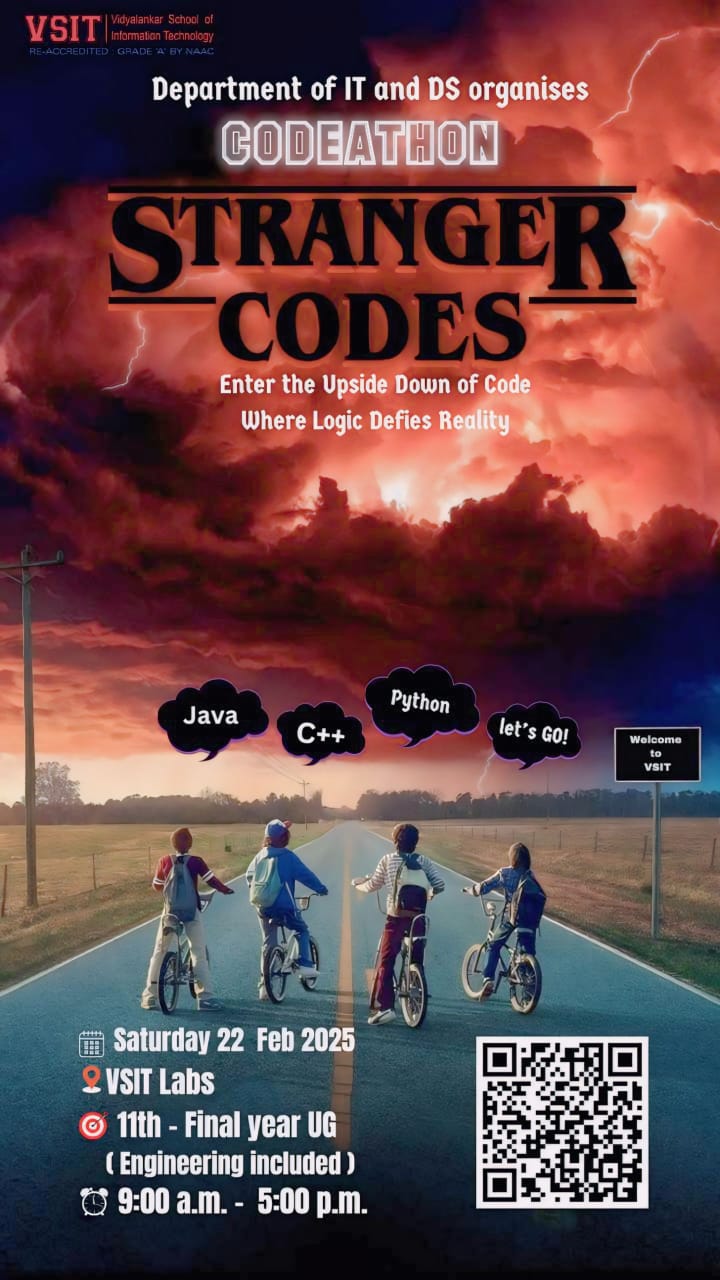 VSIT
Vidyalankar School of
Information Technology
RE-ACCREDITED : GRADE 'A' BY NAAC
Department of IT and DS organises
CODEATHON
STRANGER
CODES
Enter the Upside Down of Code
Where Logic Defies Reality
Java
C++
Python
let's GO!
Welcome
to
VSIT
Saturday 22 Feb 2025
VSIT Labs
11th - Final year UG
( Engineering included )
9:00 a.m. - 5:00 p.m.